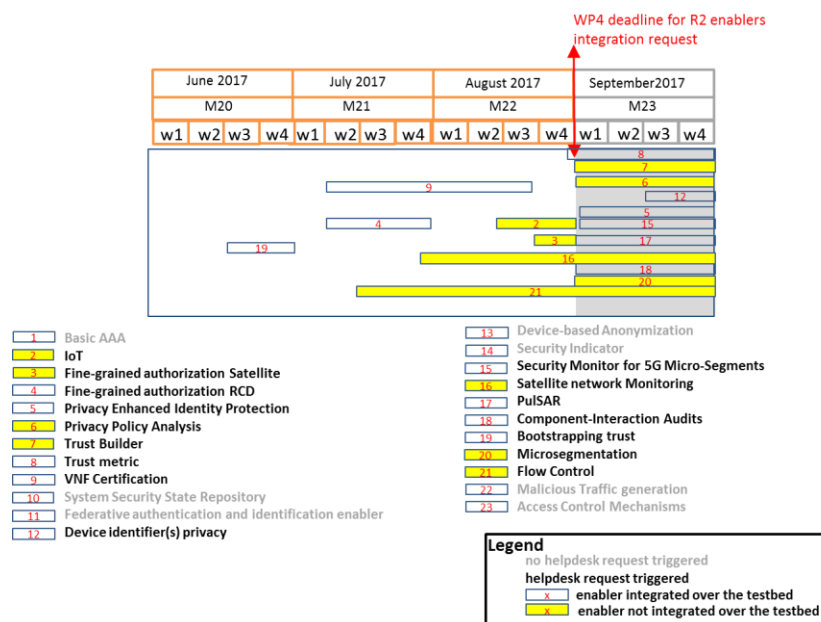 WP4 deadline for R2 enablers
integration request
June 2017 July 2017 August 2017 September2017
M20 M21 M22 M23
w1 w2 w3 w4 w1 w2 w3 w4 w1 w2 w3 w4 w1 w2 w3 w4
8
7
6
9
12
5
4 2 15
3 17
19
16
18
20
21
1 Basic AAA
2 IoT
3 Fine-grained authorization Satellite
4 Fine-grained authorization RCD
5 Privacy Enhanced Identity Protection
6 Privacy Policy Analysis
7 Trust Builder
8 Trust metric
9 VNF Certification
10 System Security State Repository
11 Federative authentication and identification enabler
12 Device identifier(s) privacy
13 Device-based Anonymization
14 Security Indicator
15 Security Monitor for 5G Micro-Segments
16 Satellite network Monitoring
17 PulSAR
18 Component-Interaction Audits
19 Bootstrapping trust
20 Microsegmentation
21 Flow Control
22 Malicious Traffic generation
23 Access Control Mechanisms
Legend
no helpdesk request triggered
helpdesk request triggered
x enabler integrated over the testbed
x enabler not integrated over the testbed